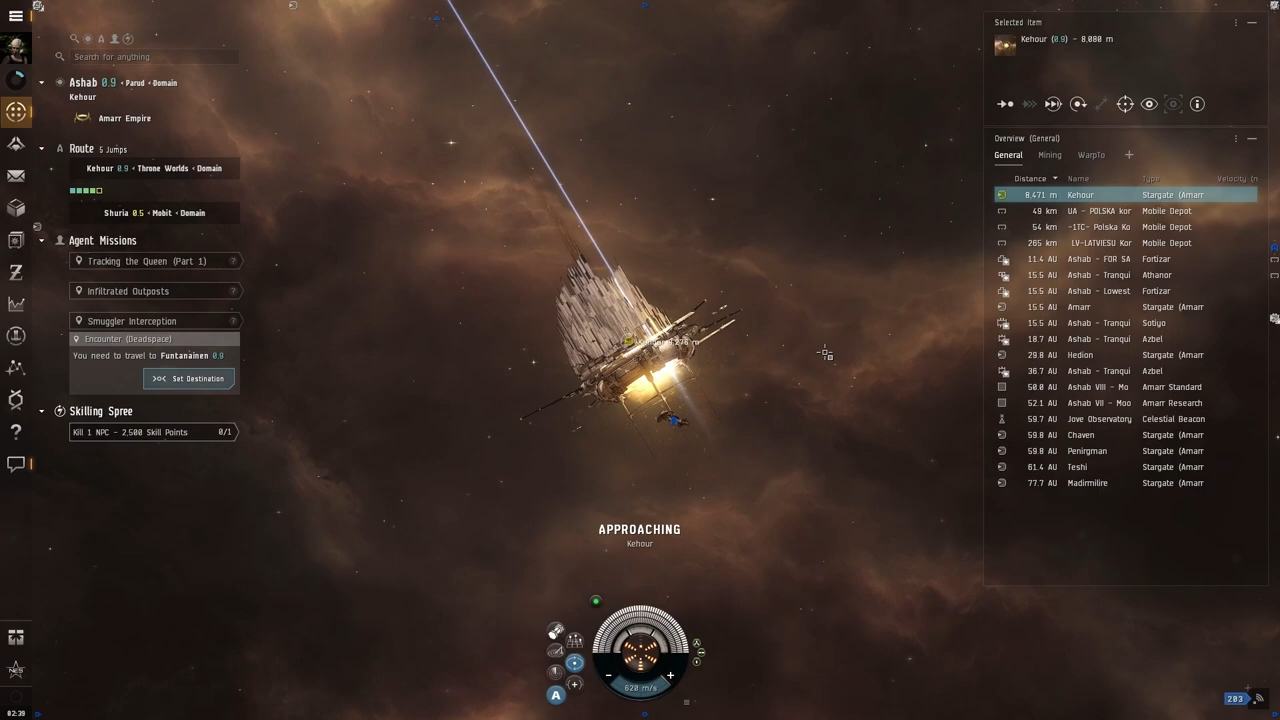 Search for anything
Ashab 0.9 ‹ Parud ‹ Domain
Kehour
Amarr Empire
Route 5 Jumps
Kehour 0.9 ‹ Throne Worlds ‹ Domain
Shuria 0.5 ‹ Mobit ‹ Domain
Agent Missions
Tracking the Queen (Part 1) ?
Infiltrated Outposts ?
Smuggler Interception ?
Encounter (Deadspace)
You need to travel to Funtanainen 0.9
Set Destination
Skilling Spree
Kill 1 NPC - 2,500 Skill Points 0/1
APPROACHING
Kehour
620 m/s
A
NES
02:39
203
Selected Item
Kehour (0.9) - 8,080 m
Overview (General)
General Mining WarpTo +
Distance Name Type Velocity (m
8,471 m Kehour Stargate (Amarr
49 km UA - POLSKA kor Mobile Depot
54 km -1TC- Polska Ko Mobile Depot
265 km LV-LATVIESU Kor Mobile Depot
11.4 AU Ashab - FOR SA Fortizar
15.5 AU Ashab - Tranqui Athanor
15.5 AU Ashab - Lowest Fortizar
15.5 AU Amarr Stargate (Amarr
15.5 AU Ashab - Tranqui Sotiyo
18.7 AU Ashab - Tranqui Azbel
29.8 AU Hedion Stargate (Amarr
36.7 AU Ashab - Tranqui Azbel
50.0 AU Ashab VIII - Mo Amarr Standard
52.1 AU Ashab VII - Moo Amarr Research
59.7 AU Jove Observatory Celestial Beacon
59.8 AU Chaven Stargate (Amarr
59.8 AU Penirgman Stargate (Amarr
61.4 AU Teshi Stargate (Amarr
77.7 AU Madirmilire Stargate (Amarr